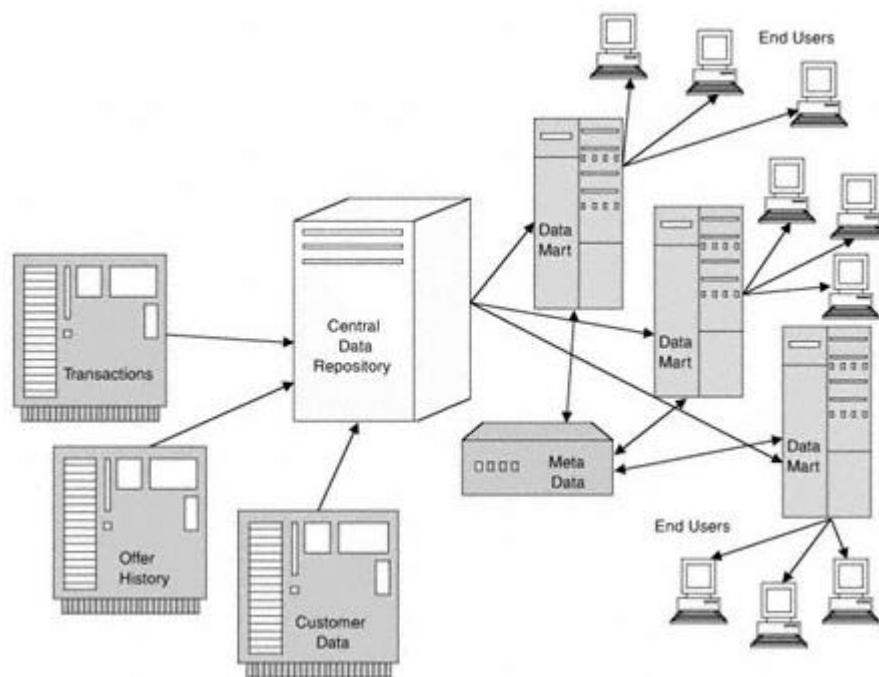 End Users
Data
Mart
Central
Data
Repository
Transactions
Data
Mart
Data
Mart
Meta
Data
End Users
Offer
History
Customer
Data